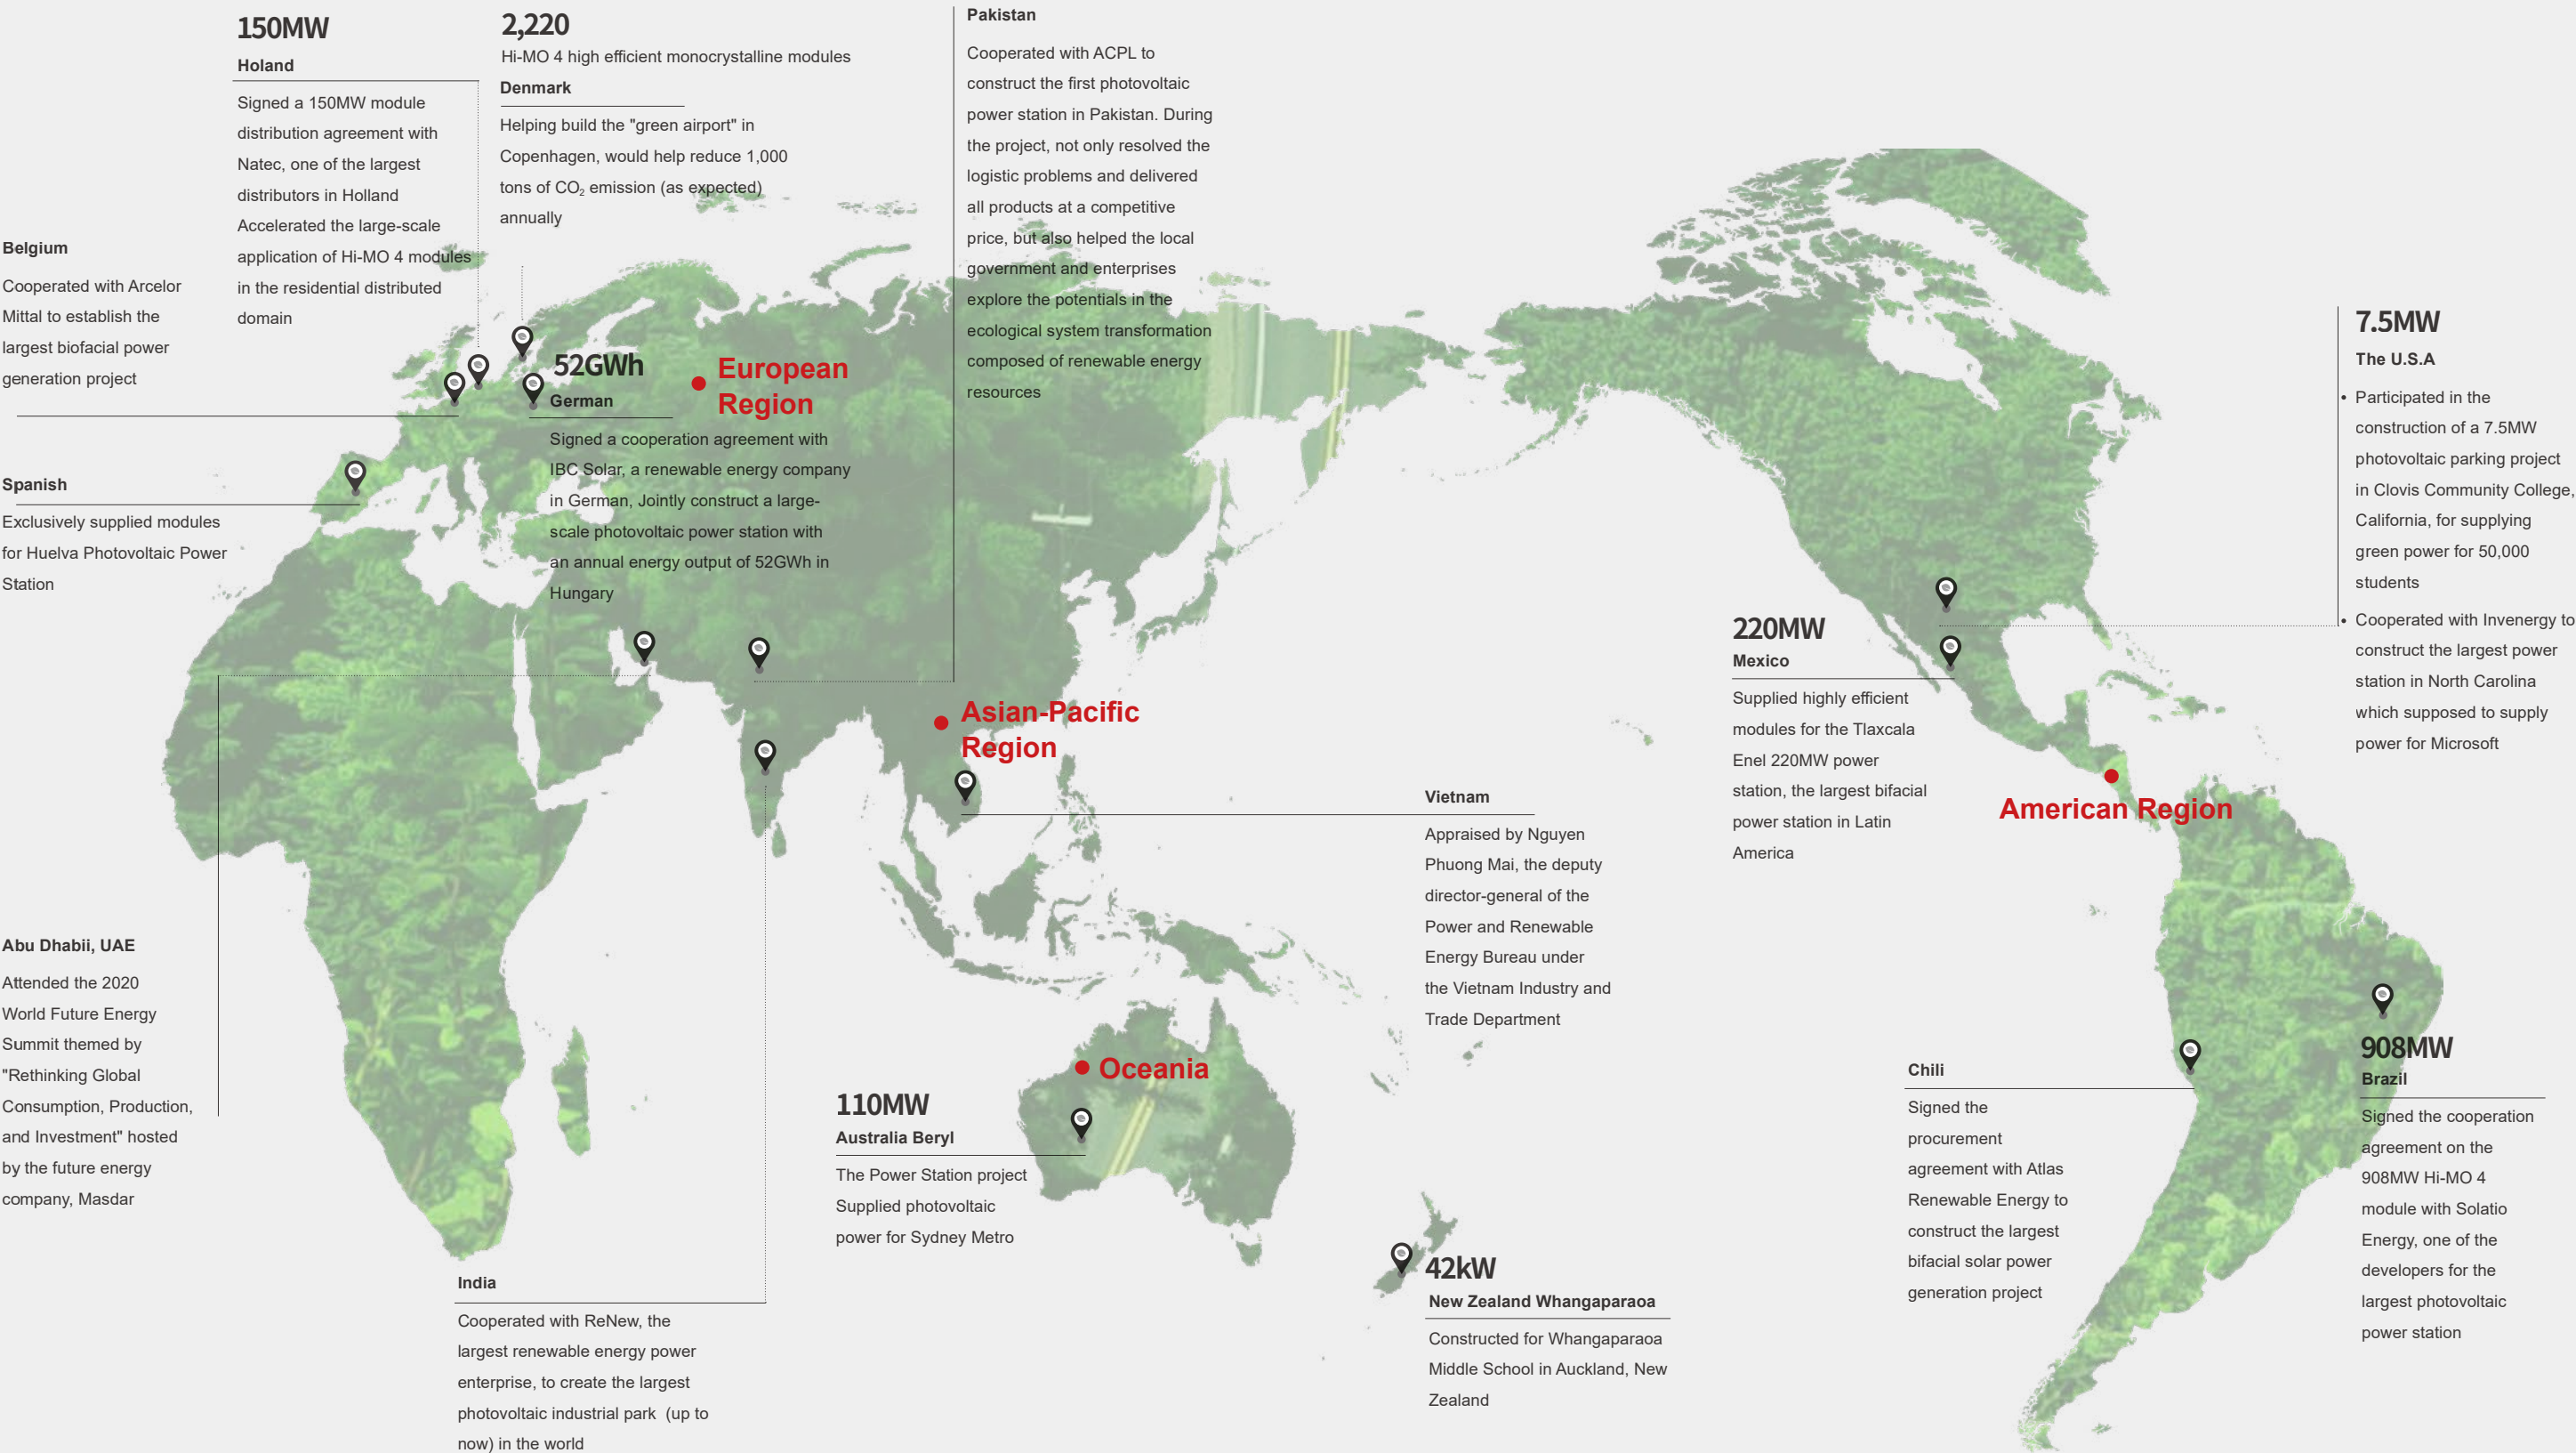 150MW
Holand
Signed a 150MW module
distribution agreement with
Natec, one of the largest
distributors in Holland
Accelerated the large-scale
application of Hi-MO 4 modules
in the residential distributed
domain
2,220
Hi-MO 4 high efficient monocrystalline modules
Denmark
Helping build the "green airport" in
Copenhagen, would help reduce 1,000
tons of CO₂ emission (as expected)
annually
Pakistan
Cooperated with ACPL to
construct the first photovoltaic
power station in Pakistan. During
the project, not only resolved the
logistic problems and delivered
all products at a competitive
price, but also helped the local
government and enterprises
explore the potentials in the
ecological system transformation
composed of renewable energy
resources
Belgium
Cooperated with Arcelor
Mittal to establish the
largest biofacial power
generation project
52GWh
German
Signed a cooperation agreement with
IBC Solar, a renewable energy company
in German, Jointly construct a large-
scale photovoltaic power station with
an annual energy output of 52GWh in
Hungary
European
Region
Spanish
Exclusively supplied modules
for Huelva Photovoltaic Power
Station
7.5MW
The U.S.A
• Participated in the
construction of a 7.5MW
photovoltaic parking project
in Clovis Community College,
California, for supplying
green power for 50,000
students
• Cooperated with Invenergy to
construct the largest power
station in North Carolina
which supposed to supply
power for Microsoft
220MW
Mexico
Supplied highly efficient
modules for the Tlaxcala
Enel 220MW power
station, the largest bifacial
power station in Latin
America
Asian-Pacific
Region
American Region
Vietnam
Appraised by Nguyen
Phuong Mai, the deputy
director-general of the
Power and Renewable
Energy Bureau under
the Vietnam Industry and
Trade Department
Abu Dhabii, UAE
Attended the 2020
World Future Energy
Summit themed by
"Rethinking Global
Consumption, Production,
and Investment" hosted
by the future energy
company, Masdar
Oceania
110MW
Australia Beryl
The Power Station project
Supplied photovoltaic
power for Sydney Metro
Chili
Signed the
procurement
agreement with Atlas
Renewable Energy to
construct the largest
bifacial solar power
generation project
908MW
Brazil
Signed the cooperation
agreement on the
908MW Hi-MO 4
module with Solatio
Energy, one of the
developers for the
largest photovoltaic
power station
India
Cooperated with ReNew, the
largest renewable energy power
enterprise, to create the largest
photovoltaic industrial park (up to
now) in the world
42kW
New Zealand Whangaparaoa
Constructed for Whangaparaoa
Middle School in Auckland, New
Zealand